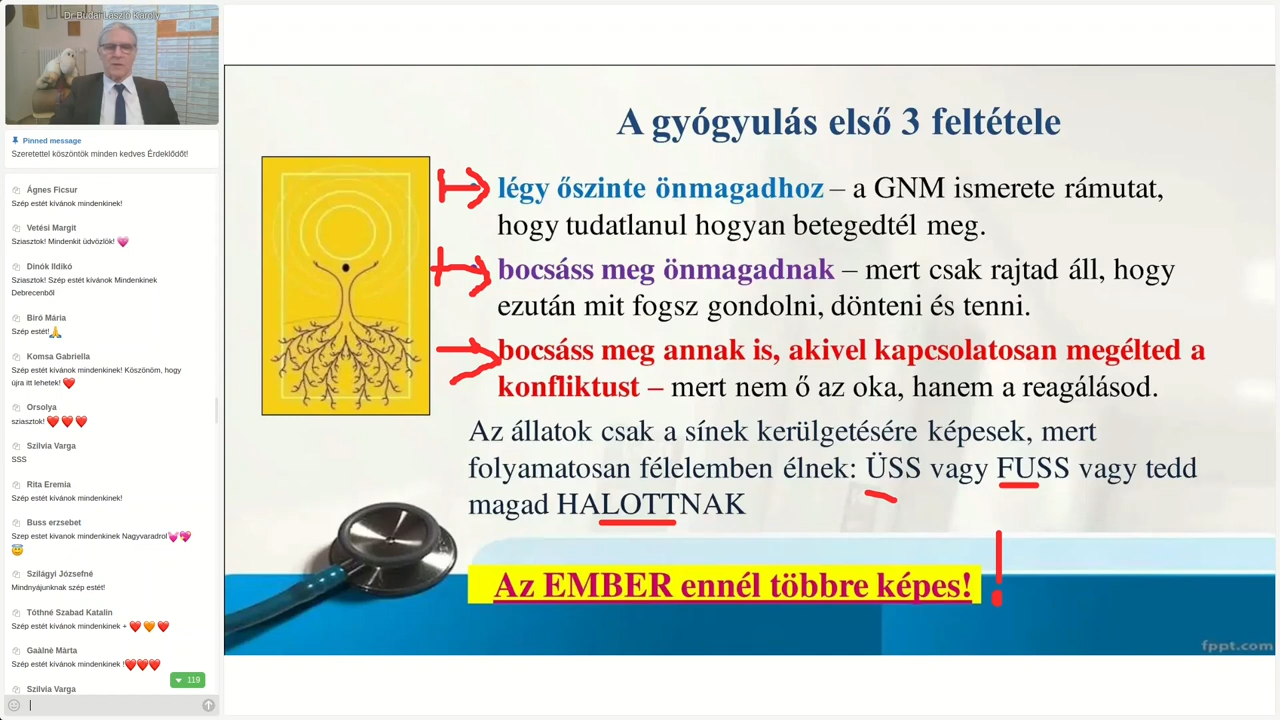 Dr Budai László Károly
Pinned message
Szeretettel köszöntök minden kedves Érdeklődőt!
Ágnes Ficsur
Szép estét kívánok mindenkinek!
Vetési Margit
Sziasztok! Mindenkit üdvözlök! 💗
Dinók Ildikó
Sziasztok! Szép estét kívánok Mindenkinek
Debrecenből
Biró Mária
Szép estét!🙏
Komsa Gabriella
Szép estét kívánok mindenkinek! Köszönöm, hogy
újra itt lehetek! ❤️
Orsolya
sziasztok! ❤️ ❤️ ❤️
Szilvia Varga
SSS
Rita Eremia
Szép estét kívánok mindenkinek!
Buss erzsebet
Szep estet kivanok mindenkinek Nagyvaradrol💓💖
😇
Szilágyi Józsefné
Mindnyájunknak szép estét!
Tóthné Szabad Katalin
Szép estét kívánok mindenkinek + ❤️ 🧡 ❤️
Gaàlnè Màrta
Szép estét kívánok mindenkinek !❤️❤️❤️
119
Szilvia Varga
A gyógyulás első 3 feltétele
légy őszinte önmagadhoz – a GNM ismerete rámutat,
hogy tudatlanul hogyan betegedtél meg.
bocsáss meg önmagadnak – mert csak rajtad áll, hogy
ezután mit fogsz gondolni, dönteni és tenni.
bocsáss meg annak is, akivel kapcsolatosan megélted a
konfliktust – mert nem ő az oka, hanem a reagálásod.
Az állatok csak a sínek kerülgetésére képesek, mert
folyamatosan félelemben élnek: ÜSS vagy FUSS vagy tedd
magad HALOTTNAK
Az EMBER ennél többre képes! !
fppt.com